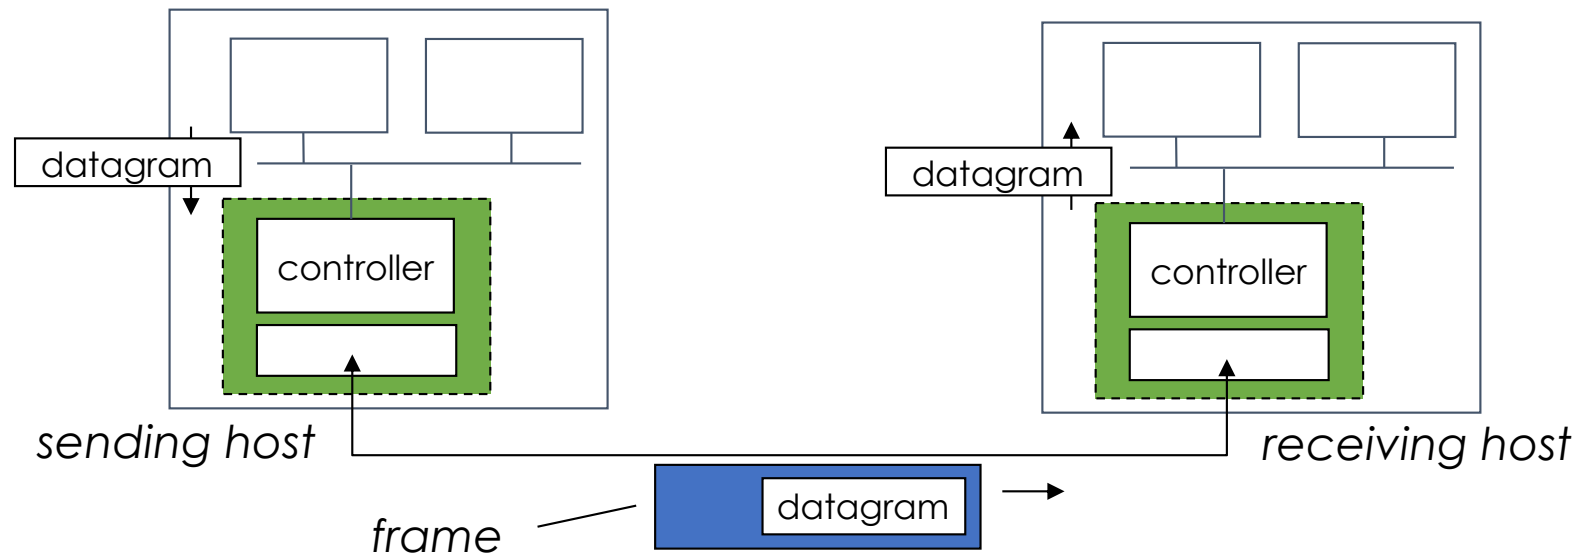 datagram
datagram
controller
controller
sending host
receiving host
datagram
frame